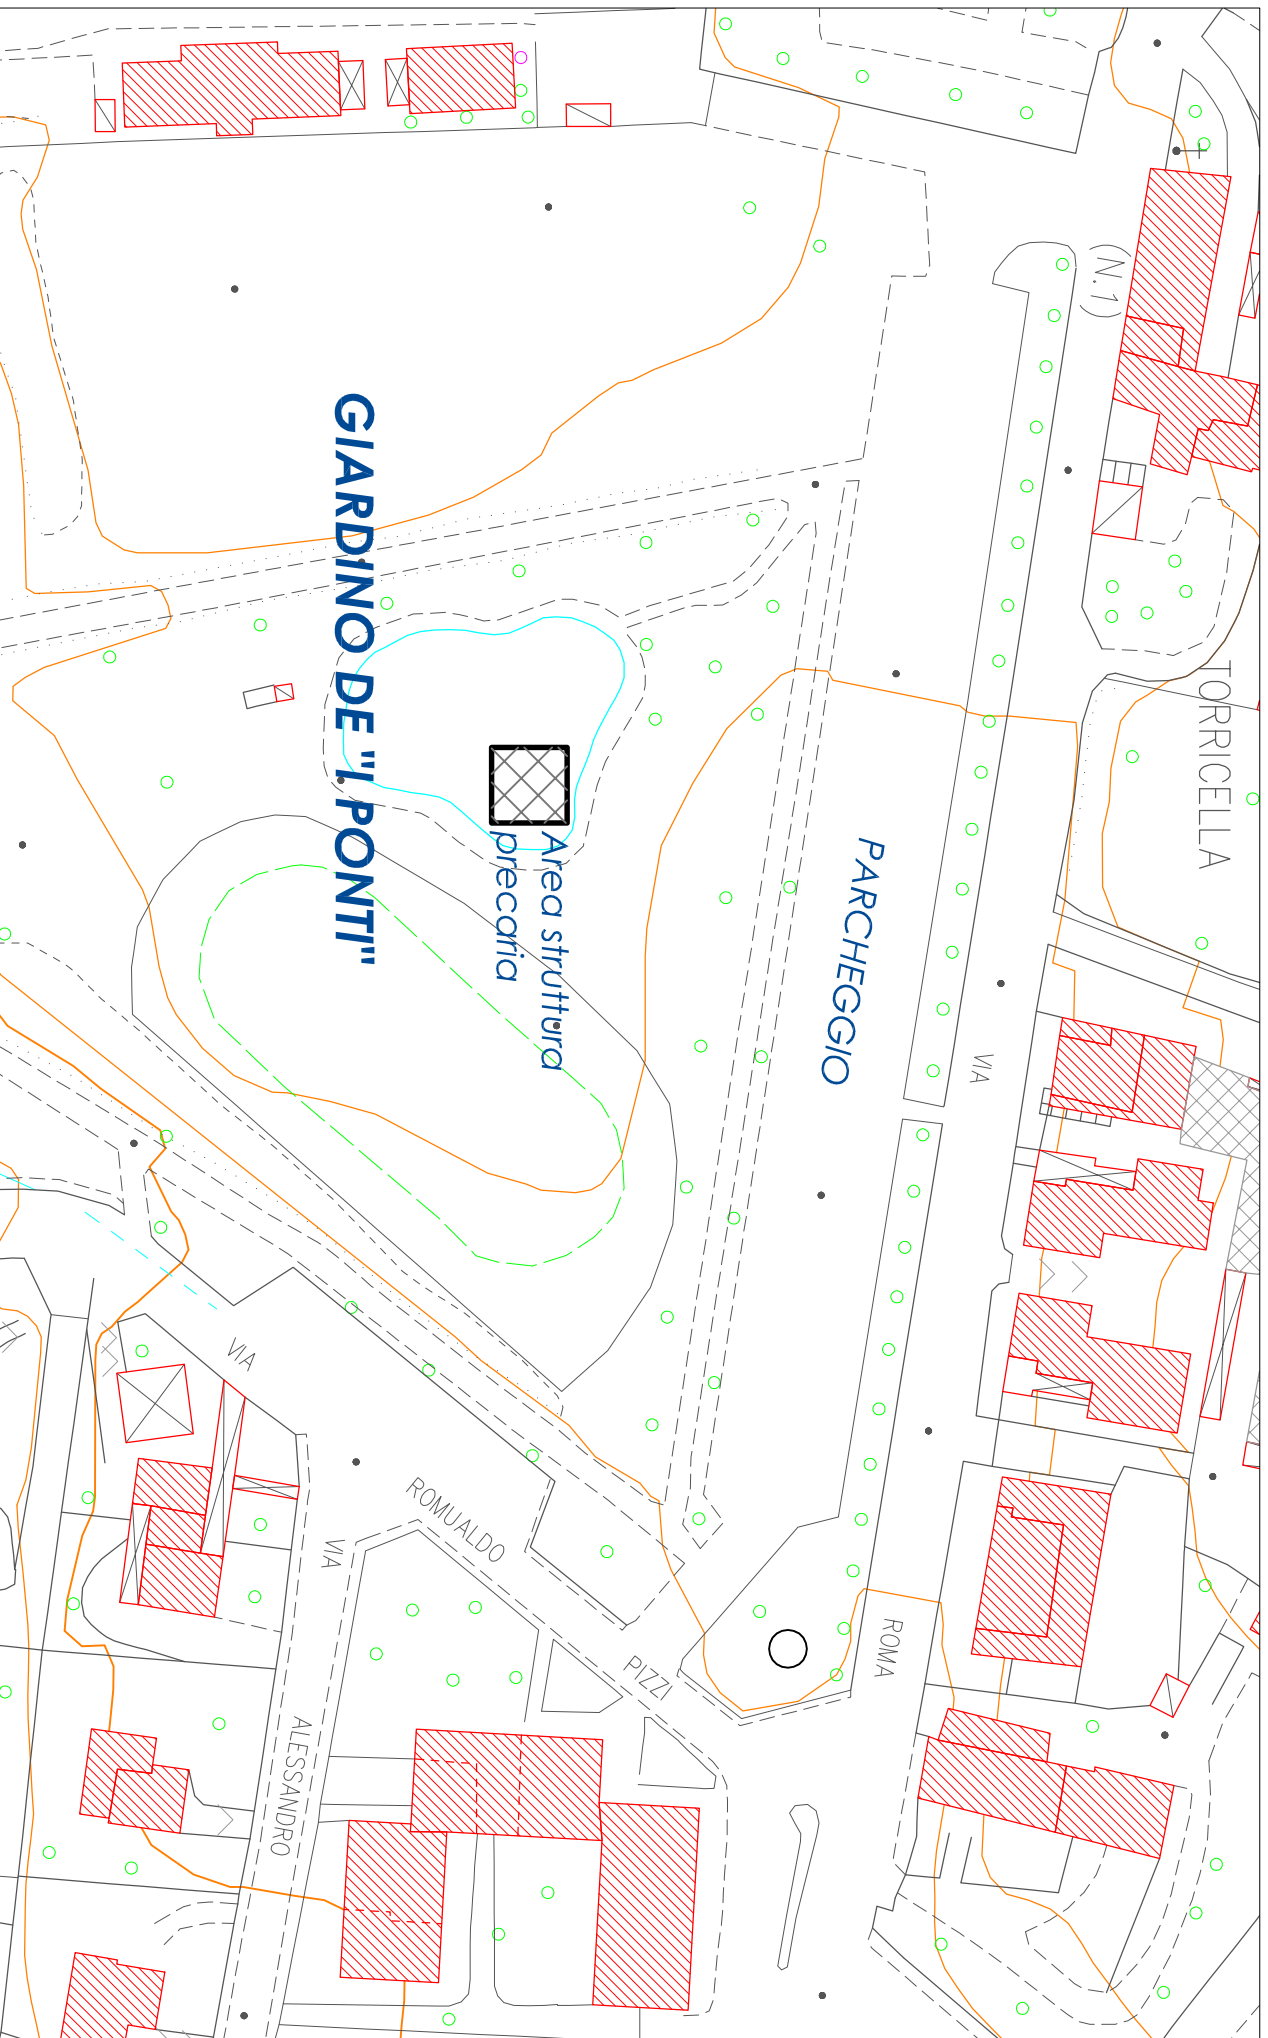 (N.1)
TORRICELLA
GIARDINO DE "I PONTI"
PARCHEGGIO
Area struttura
precaria
VIA
ROMA
VIA
ROMUALDO
PIZZI
VIA
ALESSANDRO